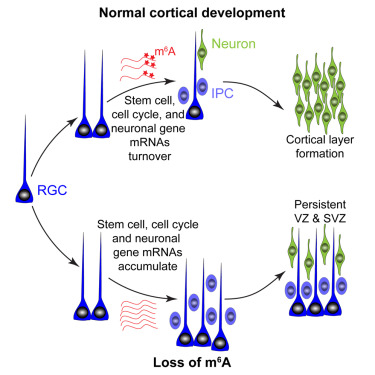 Normal cortical development
m⁶A
Neuron
IPC
Stem cell,
cell cycle, and
neuronal gene
mRNAs
turnover
Cortical layer
formation
RGC
Stem cell, cell cycle
and neuronal
gene mRNAs
accumulate
Persistent
VZ & SVZ
Loss of m⁶A